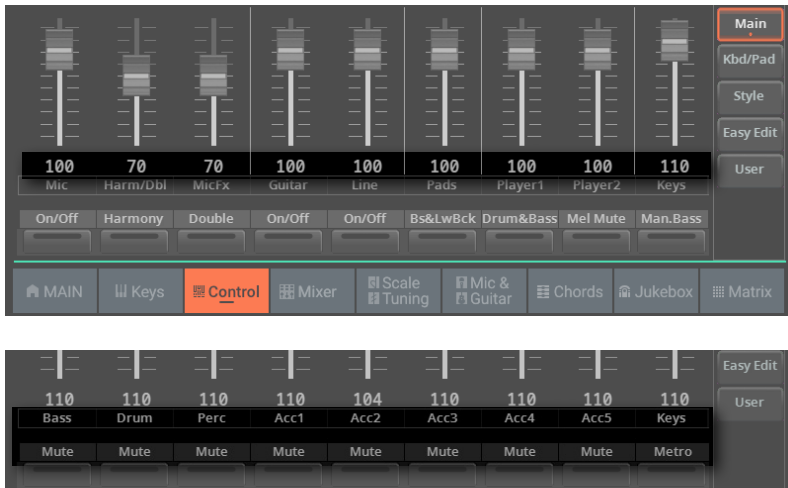 Main
Kbd/Pad
Style
Easy Edit
User
100 70 70 100 100 100 100 100 110
Mic Harm/Dbl MicFx Guitar Line Pads Player1 Player2 Keys
On/Off Harmony Double On/Off On/Off Bs&LwBck Drum&Bass Mel Mute Man.Bass
MAIN Keys Control Mixer Scale Tuning Mic & Guitar Chords Jukebox Matrix
Easy Edit
User
110 110 110 110 104 110 110 110 110
Bass Drum Perc Acc1 Acc2 Acc3 Acc4 Acc5 Keys
Mute Mute Mute Mute Mute Mute Mute Mute Metro